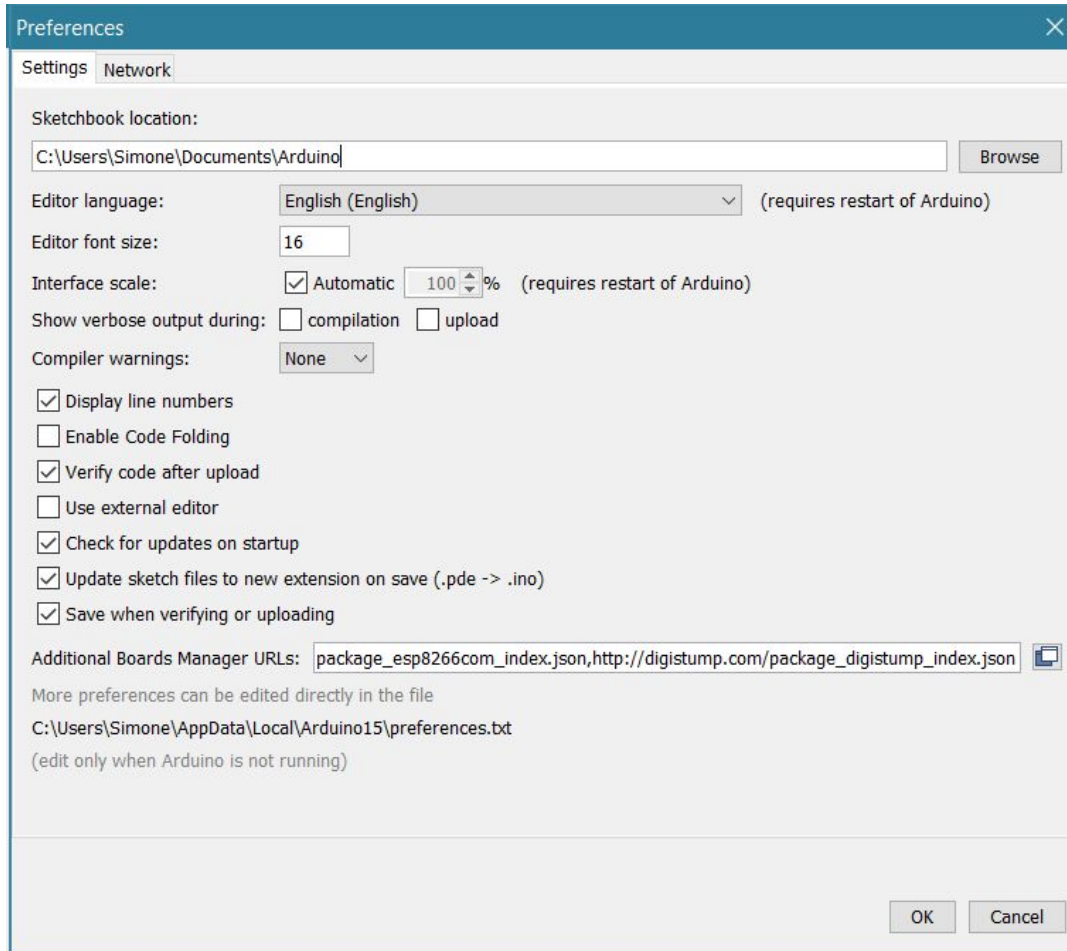 Preferences
Settings Network
Sketchbook location:
C:\Users\Simone\Documents\Arduino Browse
Editor language: English (English) (requires restart of Arduino)
Editor font size: 16
Interface scale: Automatic 100 % (requires restart of Arduino)
Show verbose output during: compilation upload
Compiler warnings: None
Display line numbers
Enable Code Folding
Verify code after upload
Use external editor
Check for updates on startup
Update sketch files to new extension on save (.pde -> .ino)
Save when verifying or uploading
Additional Boards Manager URLs: package_esp8266com_index.json,http://digistump.com/package_digistump_index.json
More preferences can be edited directly in the file
C:\Users\Simone\AppData\Local\Arduino15\preferences.txt
(edit only when Arduino is not running)
OK Cancel